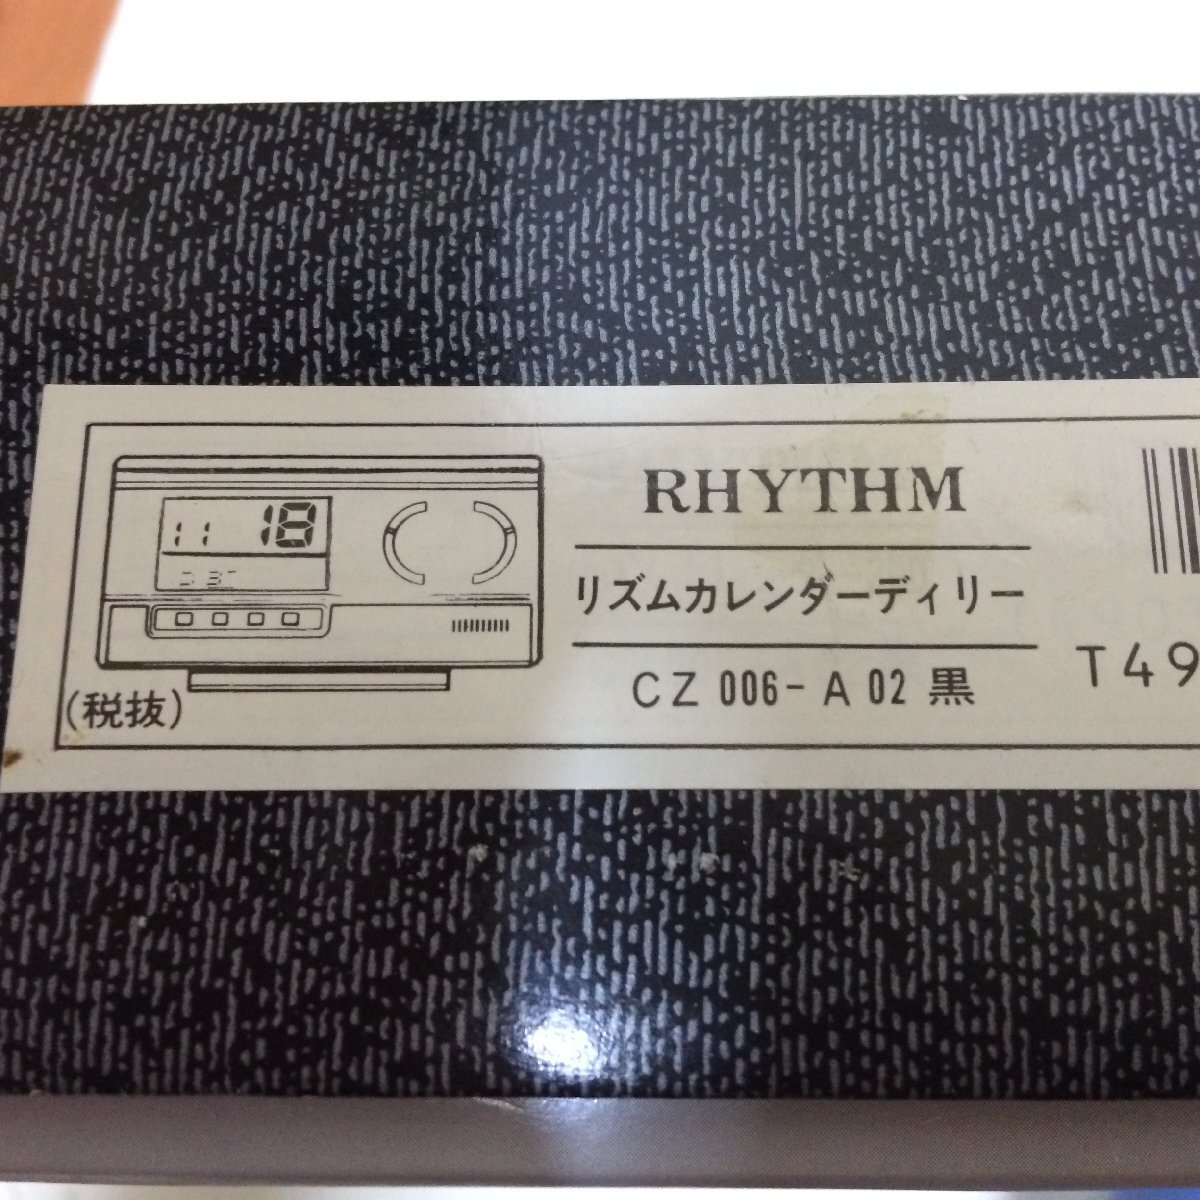 11 18
RHYTHM
リズムカレンダーディリー
CZ 006-A 02 黒
(税抜)
T49